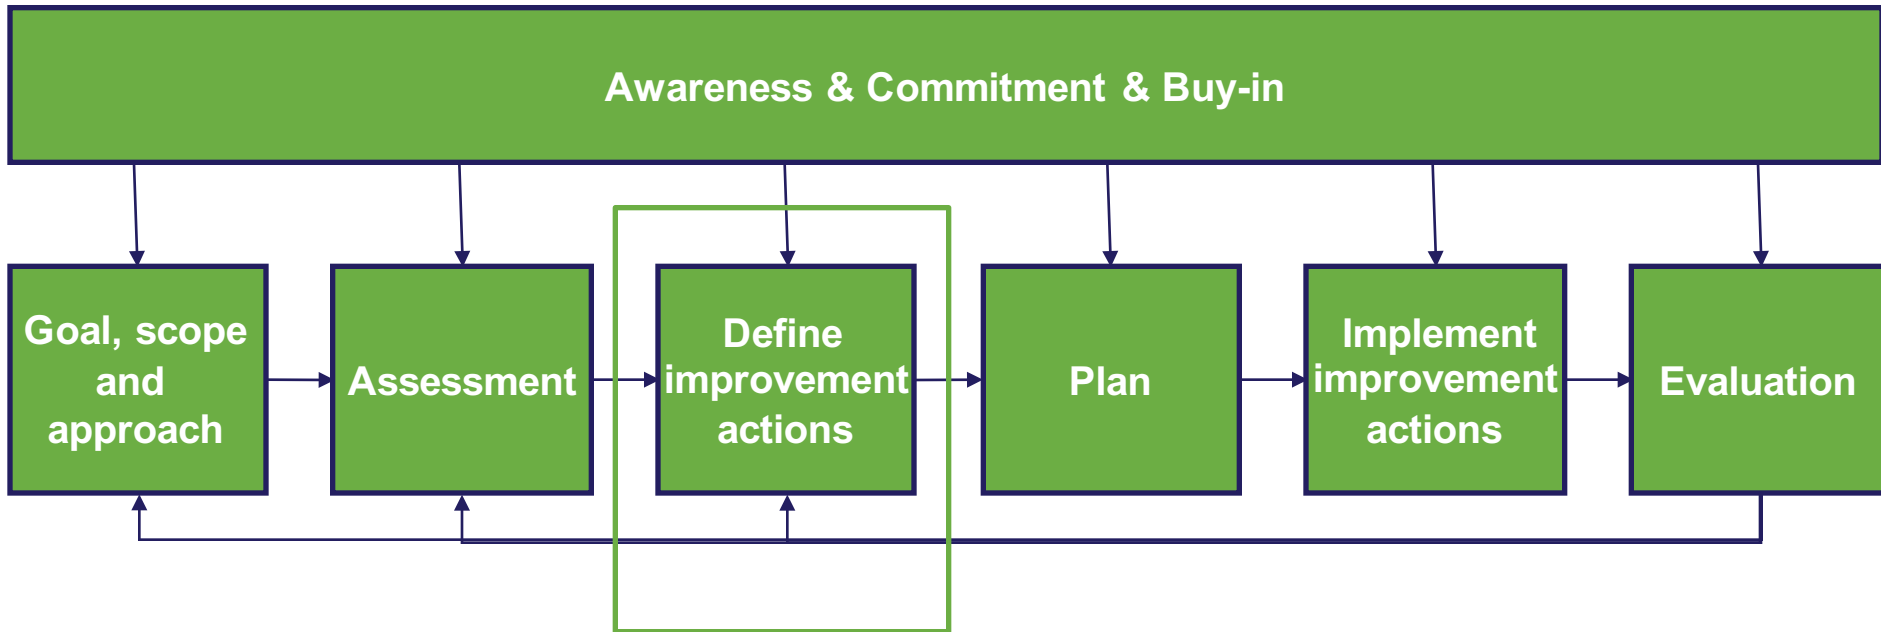 Awareness & Commitment & Buy-in
Goal, scope
and
approach
Assessment
Define
improvement
actions
Plan
Implement
improvement
actions
Evaluation